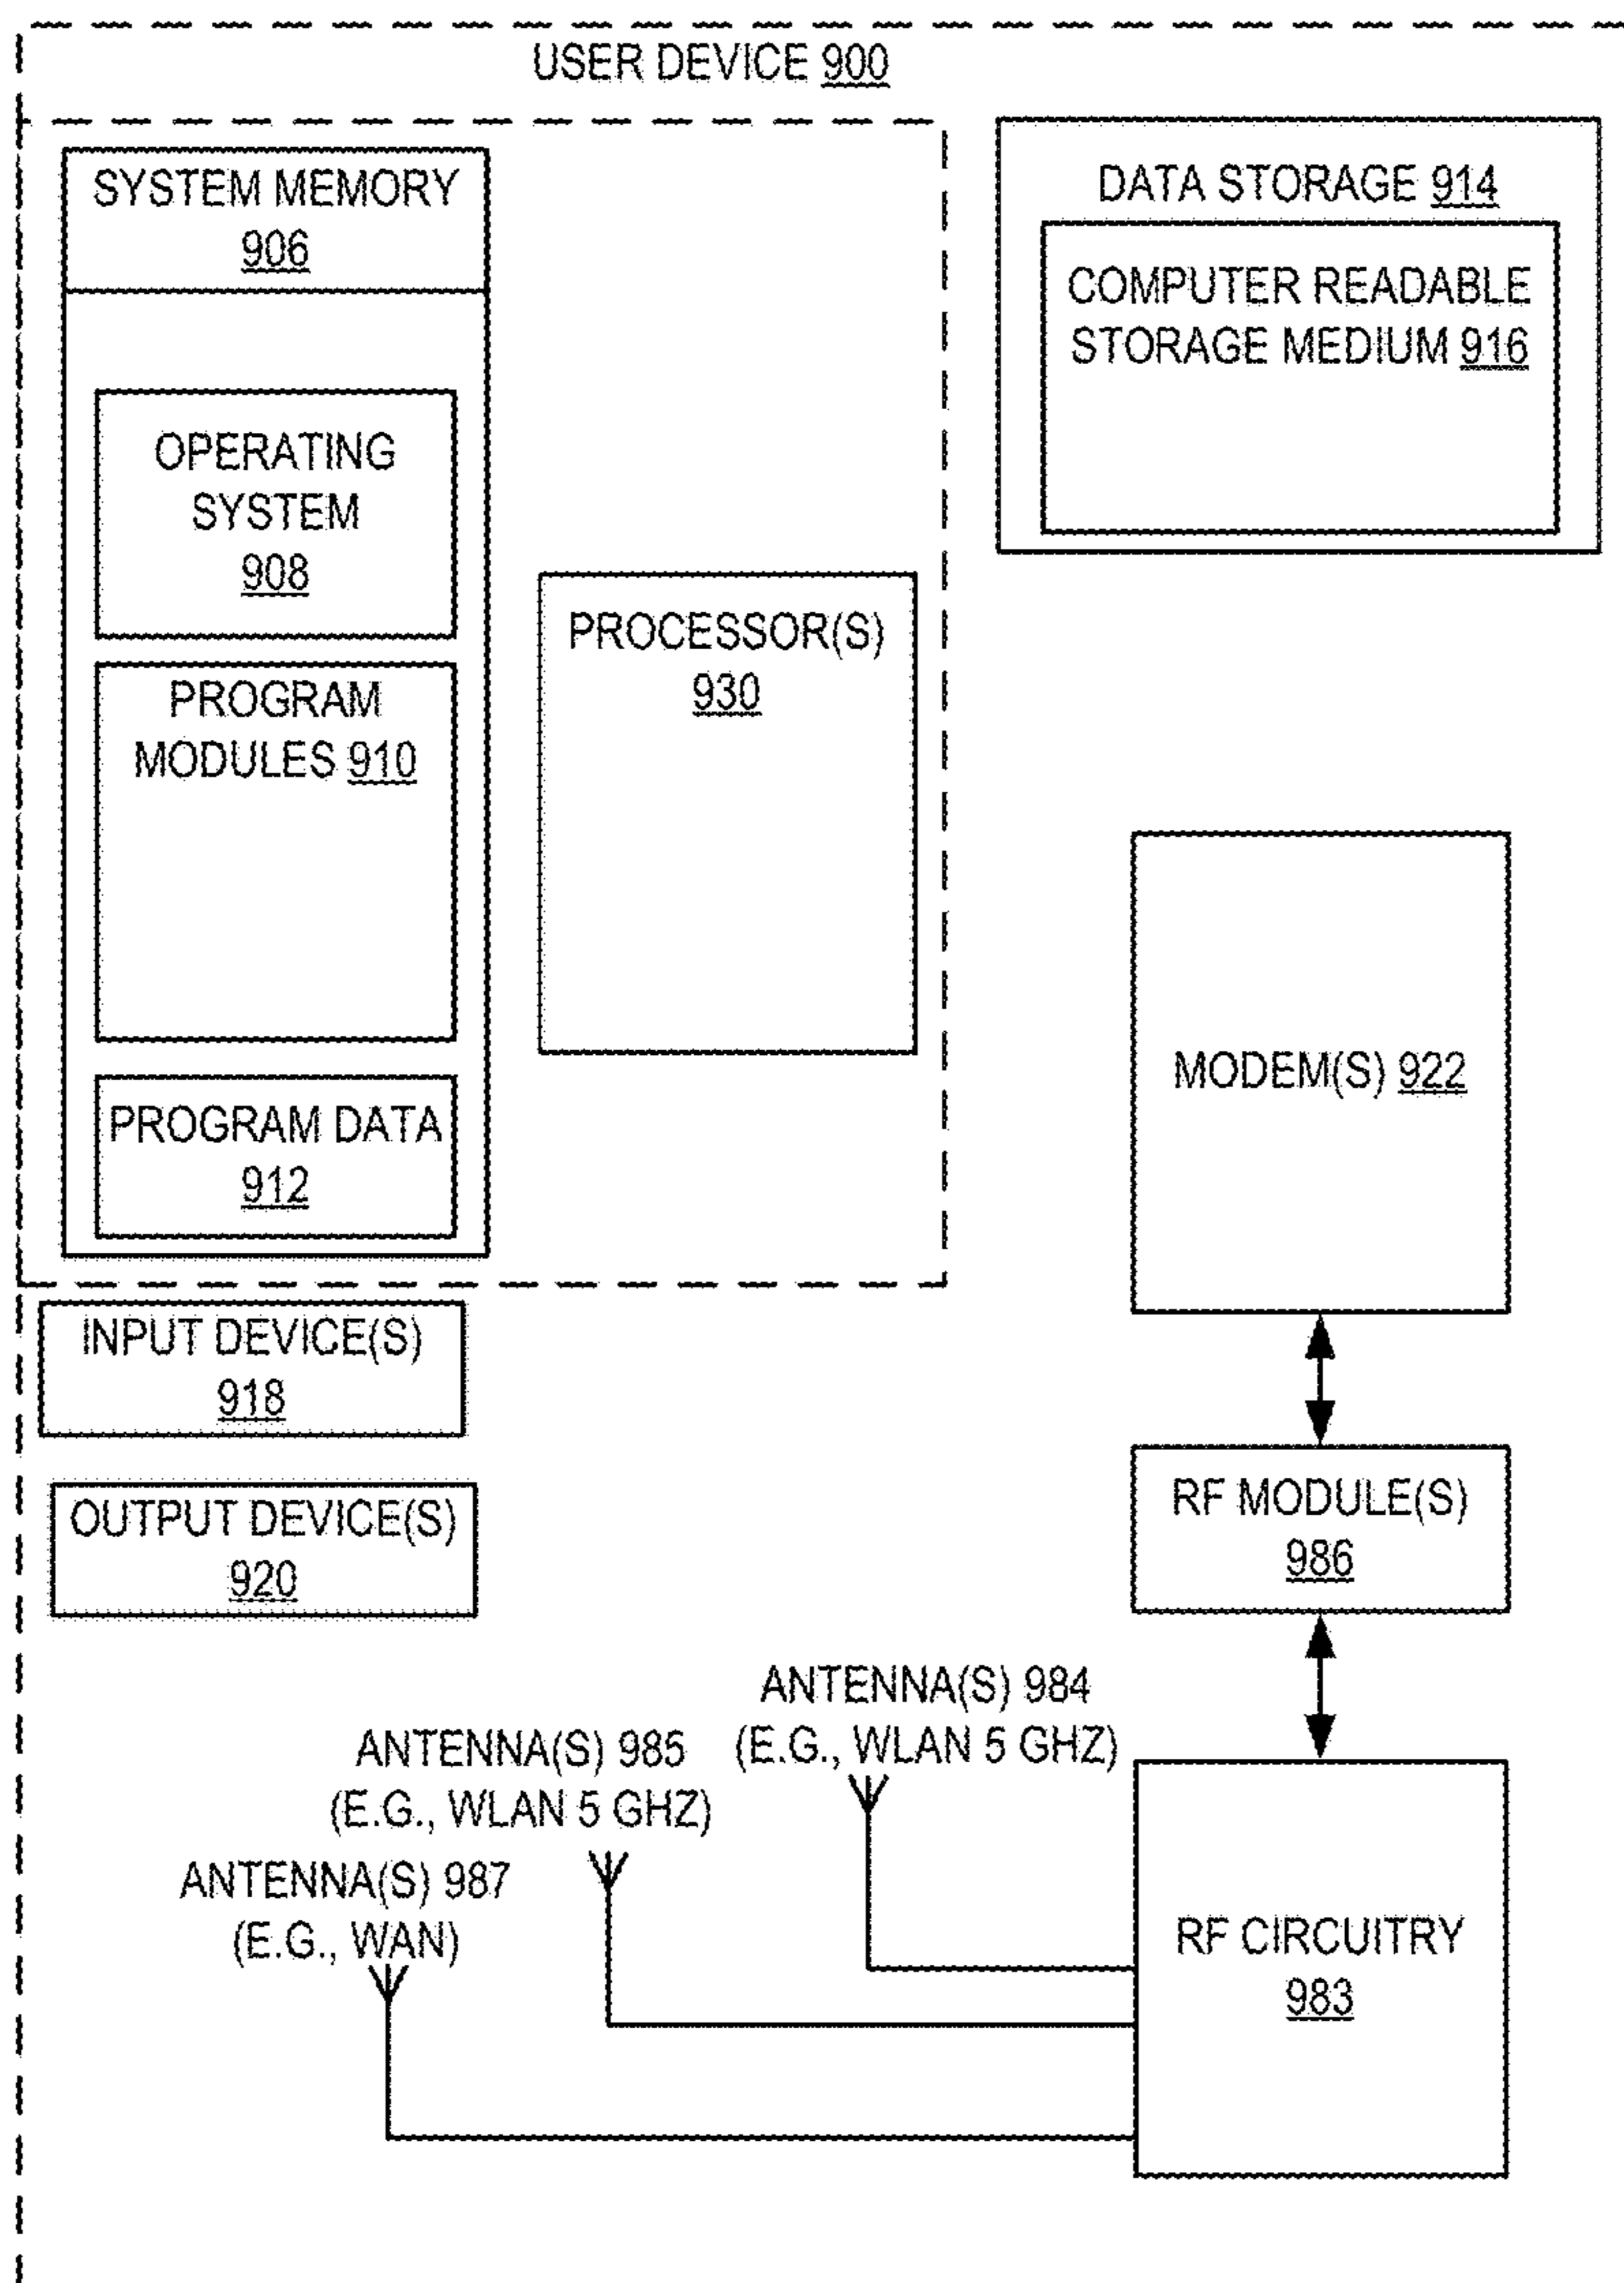 USER DEVICE 900
SYSTEM MEMORY
906
OPERATING
SYSTEM
908
PROGRAM
MODULES 910
PROGRAM DATA
912
PROCESSOR(S)
930
DATA STORAGE 914
COMPUTER READABLE
STORAGE MEDIUM 916
MODEM(S) 922
INPUT DEVICE(S)
918
OUTPUT DEVICE(S)
920
RF MODULE(S)
986
ANTENNA(S) 984
(E.G., WLAN 5 GHZ)
ANTENNA(S) 985
(E.G., WLAN 5 GHZ)
ANTENNA(S) 987
(E.G., WAN)
RF CIRCUITRY
983